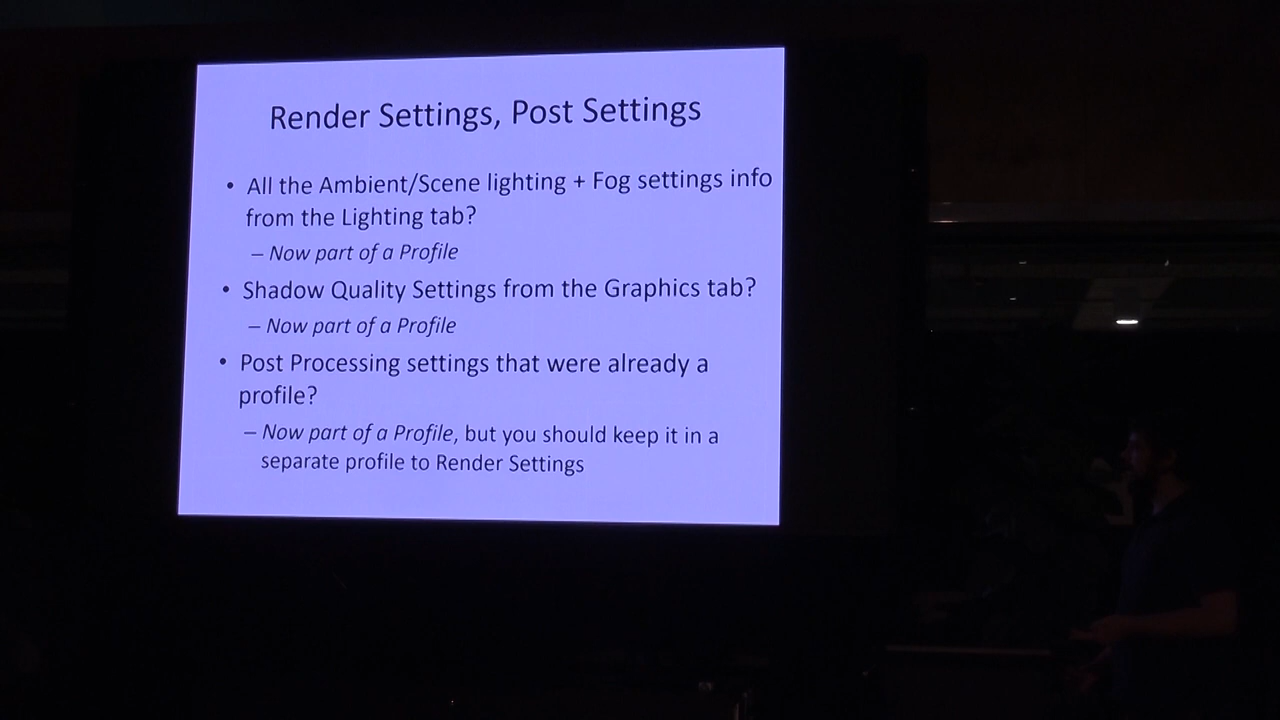 Render Settings, Post Settings
• All the Ambient/Scene lighting + Fog settings info
from the Lighting tab?
– Now part of a Profile
• Shadow Quality Settings from the Graphics tab?
– Now part of a Profile
• Post Processing settings that were already a
profile?
– Now part of a Profile, but you should keep it in a
separate profile to Render Settings